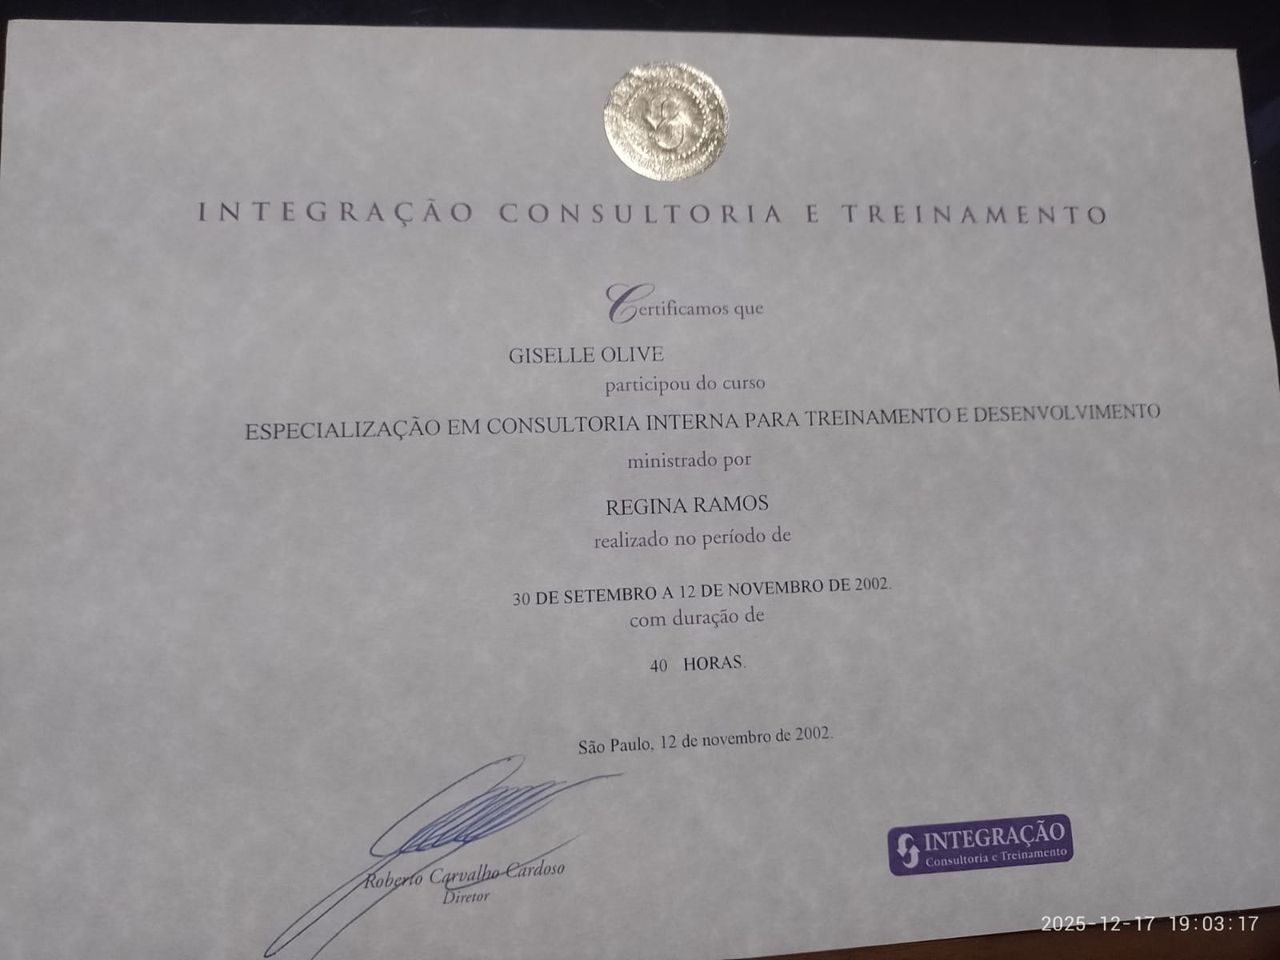 INTEGRAÇÃO CONSULTORIA E TREINAMENTO
Certificamos que
GISELLE OLIVE
participou do curso
ESPECIALIZAÇÃO EM CONSULTORIA INTERNA PARA TREINAMENTO E DESENVOLVIMENTO
ministrado por
REGINA RAMOS
realizado no período de
30 DE SETEMBRO A 12 DE NOVEMBRO DE 2002.
com duração de
40 HORAS.
São Paulo, 12 de novembro de 2002.
Roberto Carvalho Cardoso
Diretor
INTEGRAÇÃO
Consultoria e Treinamento
2025-12-17 19:03:17